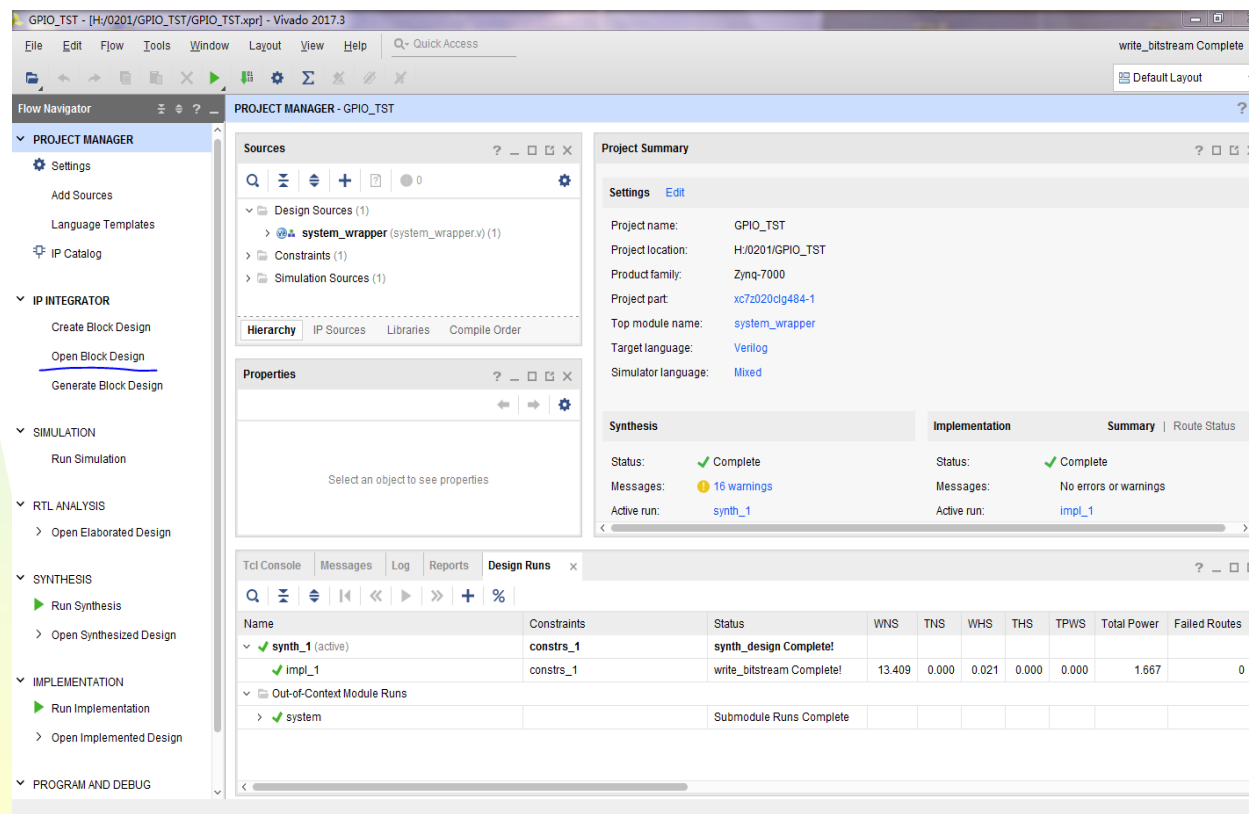 GPIO_TST - [H:/0201/GPIO_TST/GPIO_TST.xpr] - Vivado 2017.3
File Edit Flow Tools Window Layout View Help Quick Access
write_bitstream Complete
Default Layout
Flow Navigator
PROJECT MANAGER - GPIO_TST
PROJECT MANAGER
Settings
Add Sources
Language Templates
IP Catalog
IP INTEGRATOR
Create Block Design
Open Block Design
Generate Block Design
SIMULATION
Run Simulation
RTL ANALYSIS
Open Elaborated Design
SYNTHESIS
Run Synthesis
Open Synthesized Design
IMPLEMENTATION
Run Implementation
Open Implemented Design
PROGRAM AND DEBUG
Sources
0
Design Sources (1)
system_wrapper (system_wrapper.v) (1)
Constraints (1)
Simulation Sources (1)
Hierarchy IP Sources Libraries Compile Order
Properties
Select an object to see properties
Project Summary
Settings Edit
Project name: GPIO_TST
Project location: H:/0201/GPIO_TST
Product family: Zynq-7000
Project part: xc7z020clg484-1
Top module name: system_wrapper
Target language: Verilog
Simulator language: Mixed
Synthesis
Status: Complete
Messages: 16 warnings
Active run: synth_1
Implementation Summary | Route Status
Status: Complete
Messages: No errors or warnings
Active run: impl_1
Tcl Console Messages Log Reports Design Runs
Name Constraints Status WNS TNS WHS THS TPWS Total Power Failed Routes
synth_1 (active) constrs_1 synth_design Complete!
impl_1 constrs_1 write_bitstream Complete! 13.409 0.000 0.021 0.000 0.000 1.667 0
Out-of-Context Module Runs
system Submodule Runs Complete